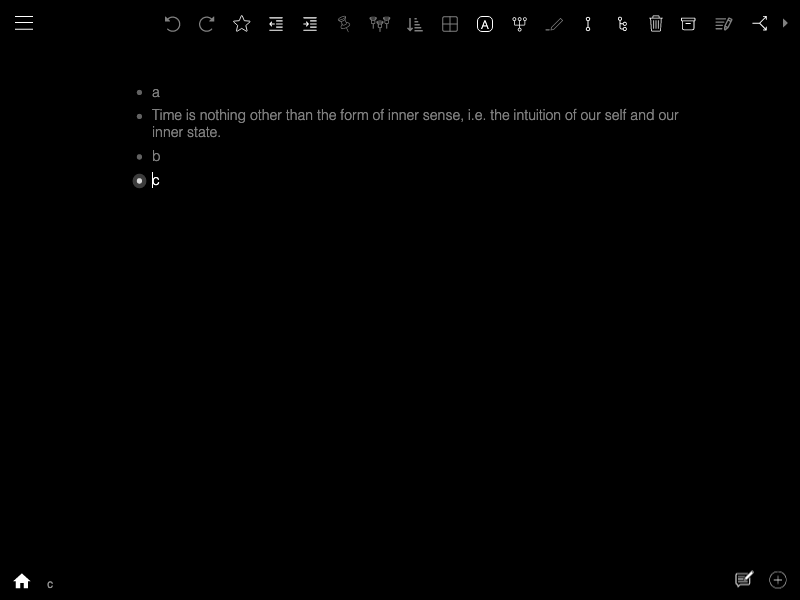 A
a
Time is nothing other than the form of inner sense, i.e. the intuition of our self and our
inner state.
b
c
c